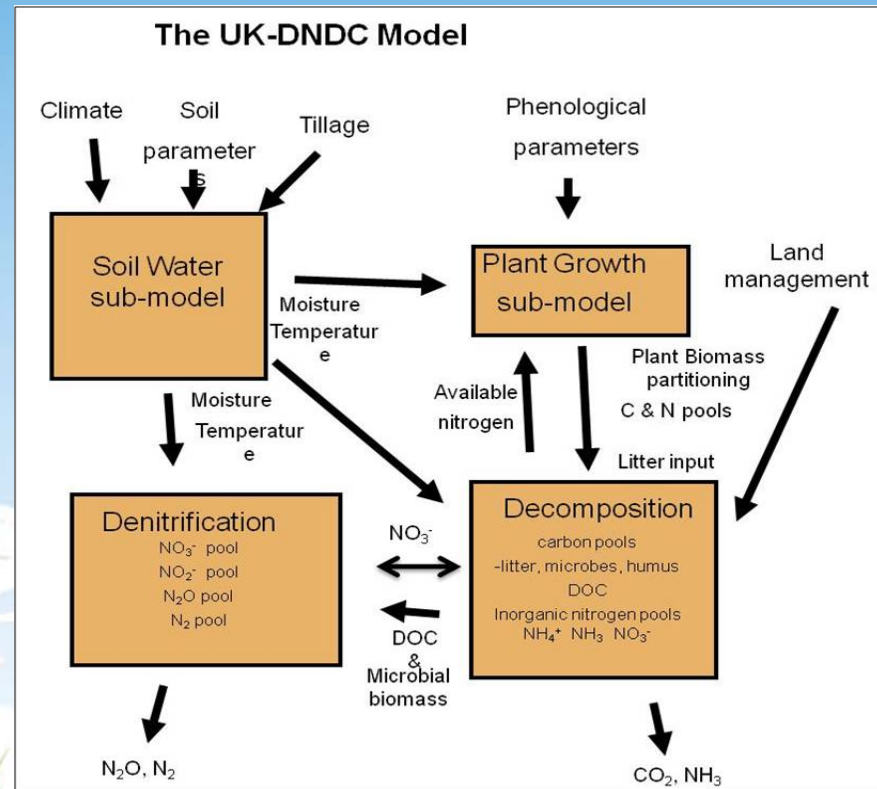 The UK-DNDC Model
Climate
Soil
parameter
s
Tillage
Phenological
parameters
Land
management
Soil Water
sub-model
Plant Growth
sub-model
Moisture
Temperatur
e
Plant Biomass
partitioning
C & N pools
Available
nitrogen
Moisture
Temperatur
e
Litter input
Denitrification
NO₃⁻ pool
NO₂⁻ pool
N₂O pool
N₂ pool
NO₃⁻
DOC
&
Microbial
biomass
Decomposition
carbon pools
-litter, microbes, humus
DOC
Inorganic nitrogen pools
NH₄⁺ NH₃ NO₃⁻
N₂O, N₂
CO₂, NH₃